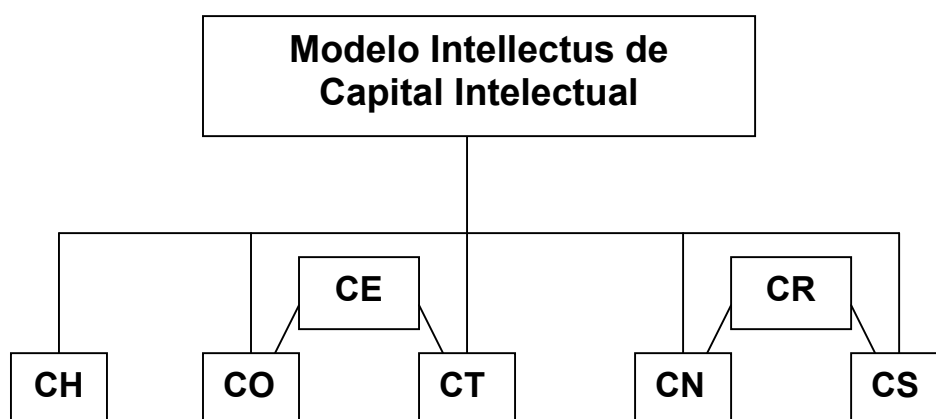 Modelo Intellectus de
Capital Intelectual
CE
CR
CH
CO
CT
CN
CS